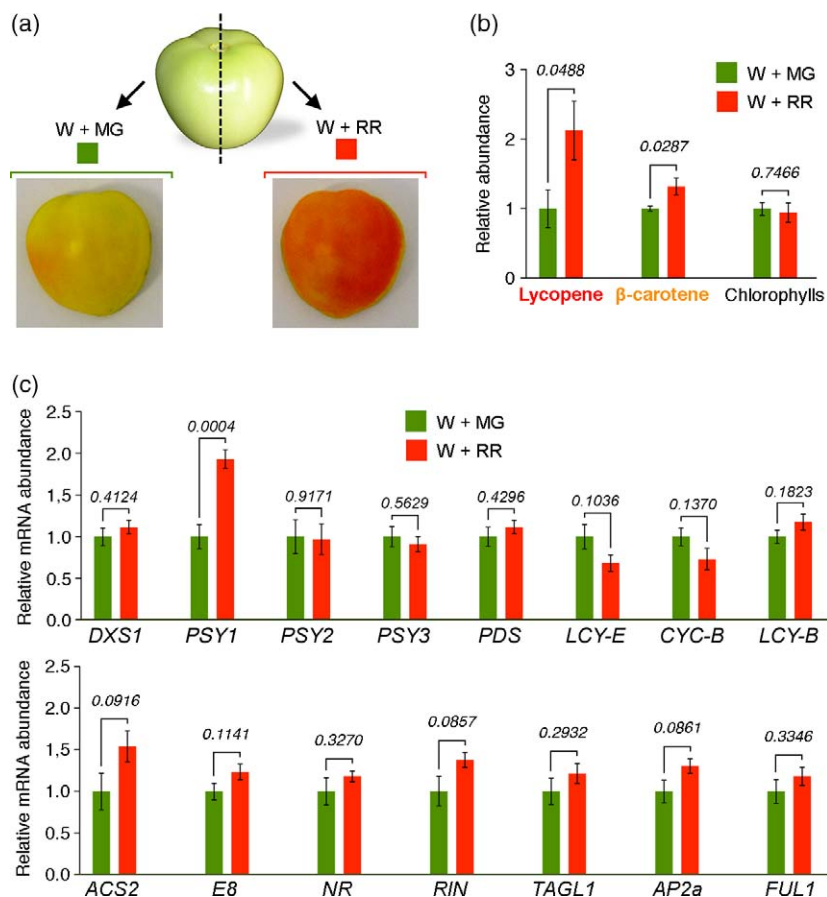 (a)
W + MG
W + RR
(b)
Relative abundance
3
2
1
0
W + MG
W + RR
0.0488
0.0287
0.7466
Lycopene β-carotene Chlorophylls
(c)
Relative mRNA abundance
2.5
2.0
1.5
1.0
0.5
0.0
W + MG
W + RR
0.4124 0.0004 0.9171 0.5629 0.4296 0.1036 0.1370 0.1823
DXS1 PSY1 PSY2 PSY3 PDS LCY-E CYC-B LCY-B
Relative mRNA abundance
2.5
2.0
1.5
1.0
0.5
0.0
0.0916 0.1141 0.3270 0.0857 0.2932 0.0861 0.3346
ACS2 E8 NR RIN TAGL1 AP2a FUL1